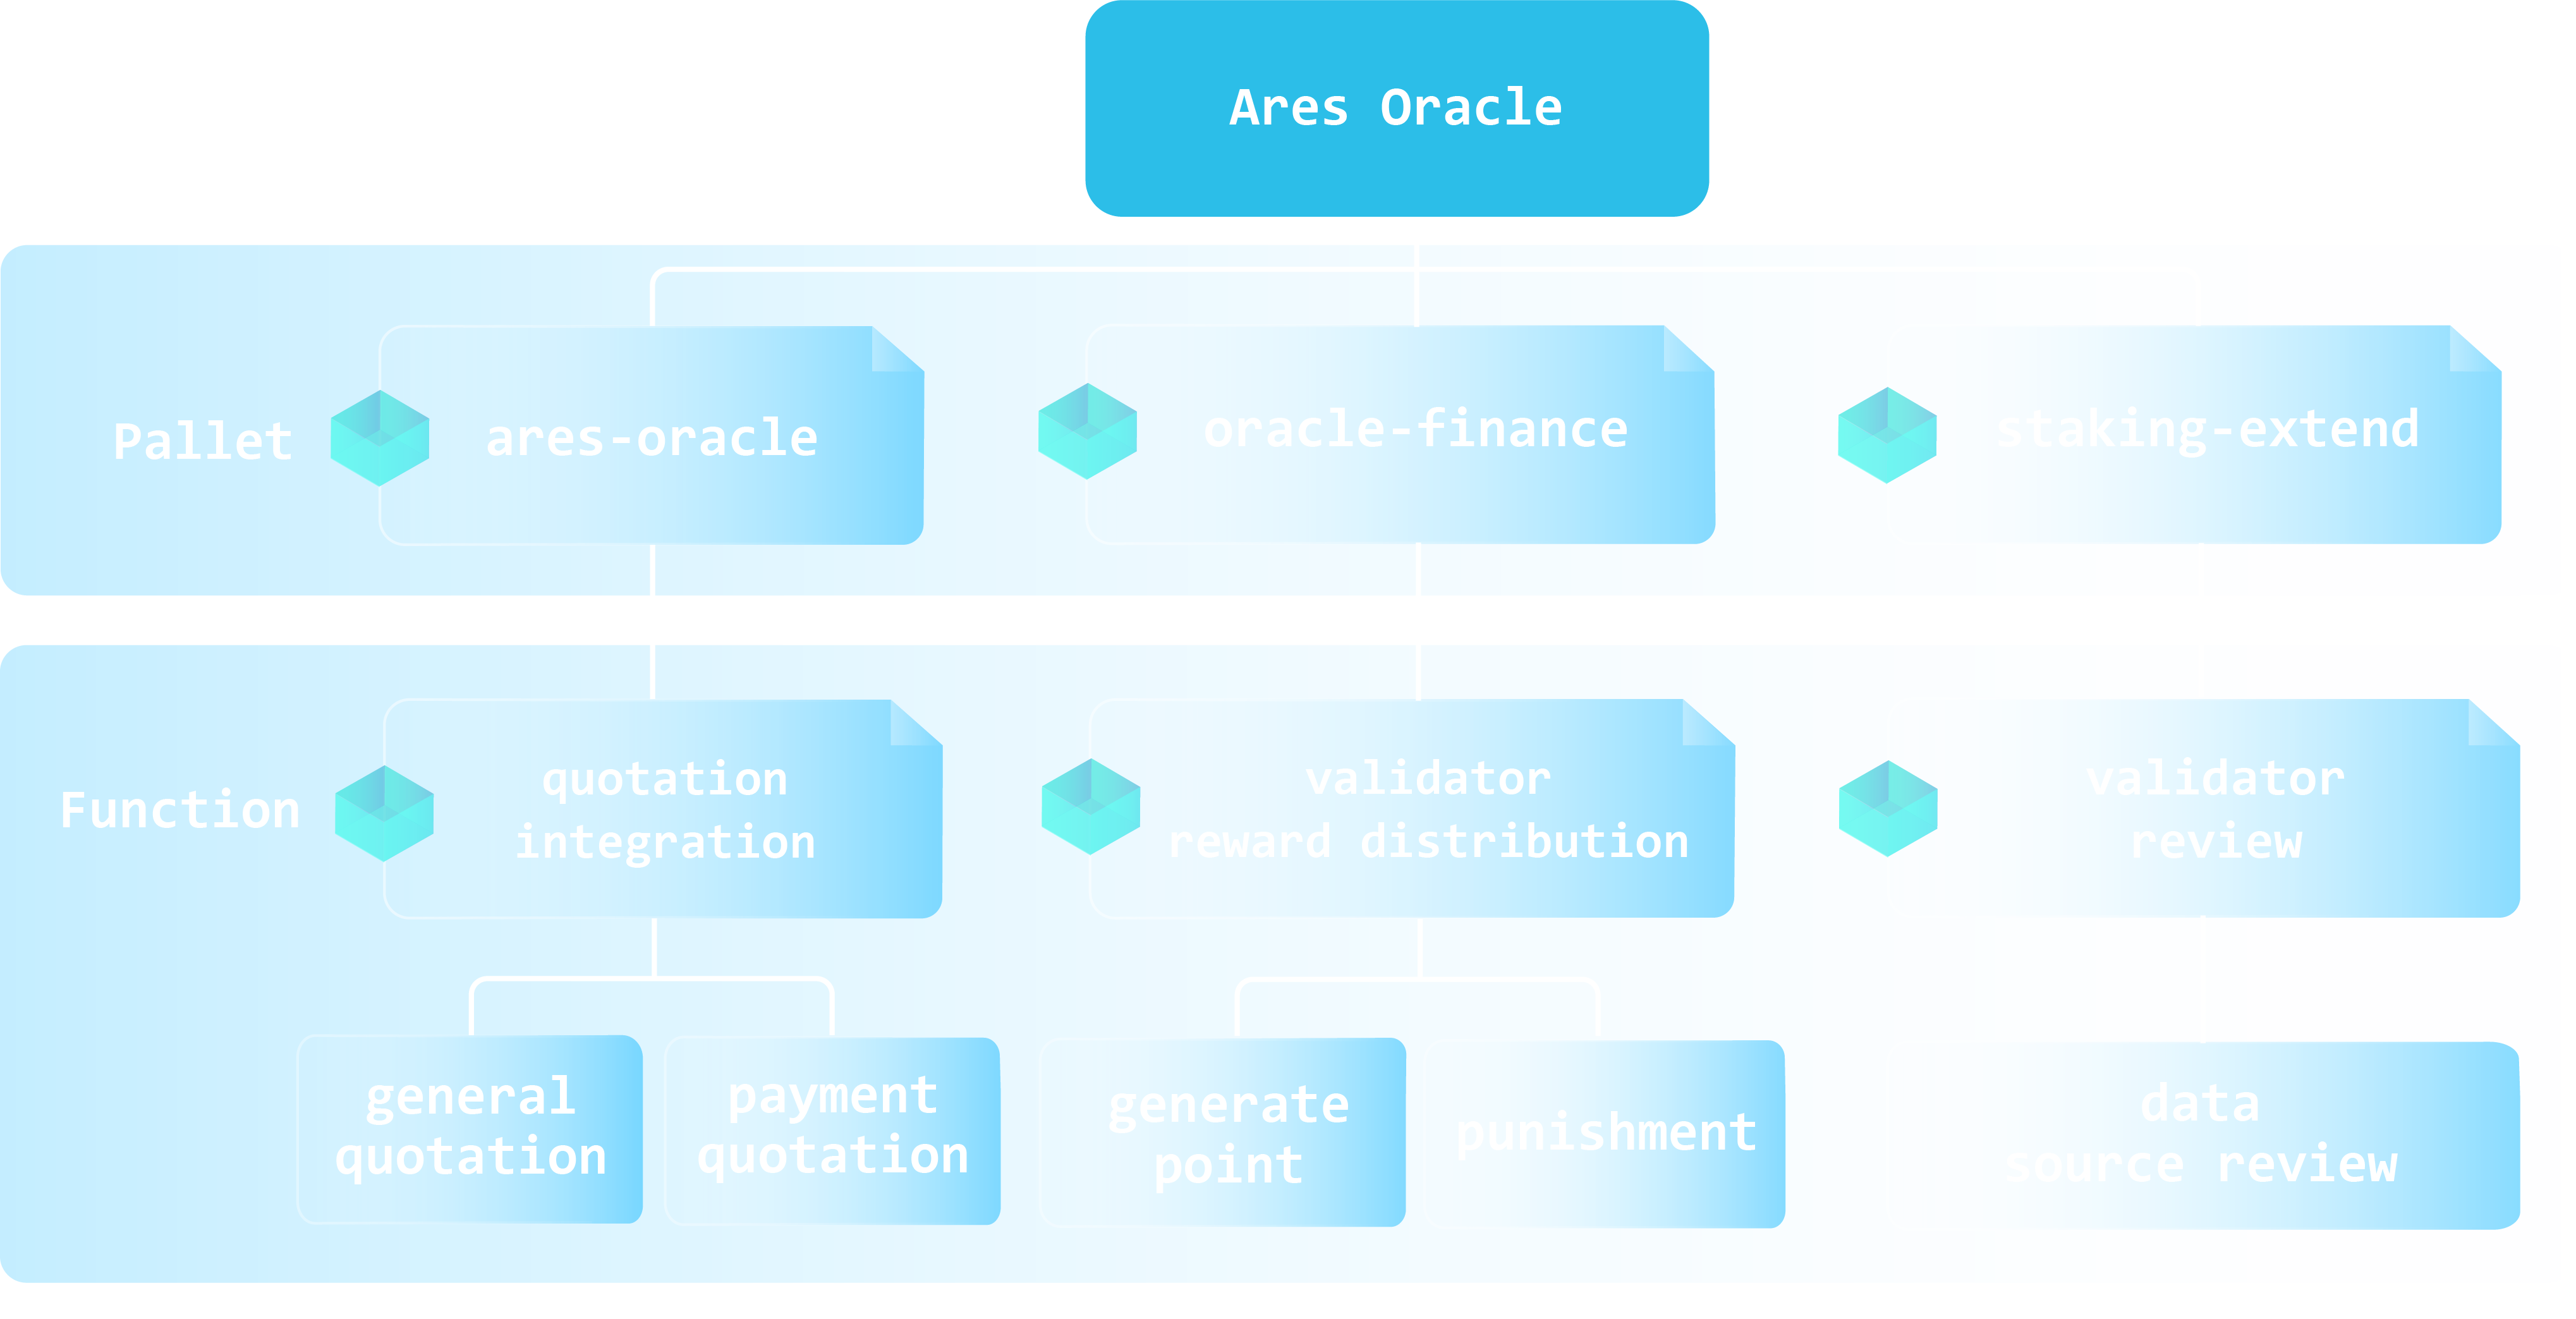 Ares Oracle
Pallet
ares-oracle
oracle-finance
staking-extend
Function
quotation
integration
validator
reward distribution
validator
review
general
quotation
payment
quotation
generate
point
punishment
data
source review